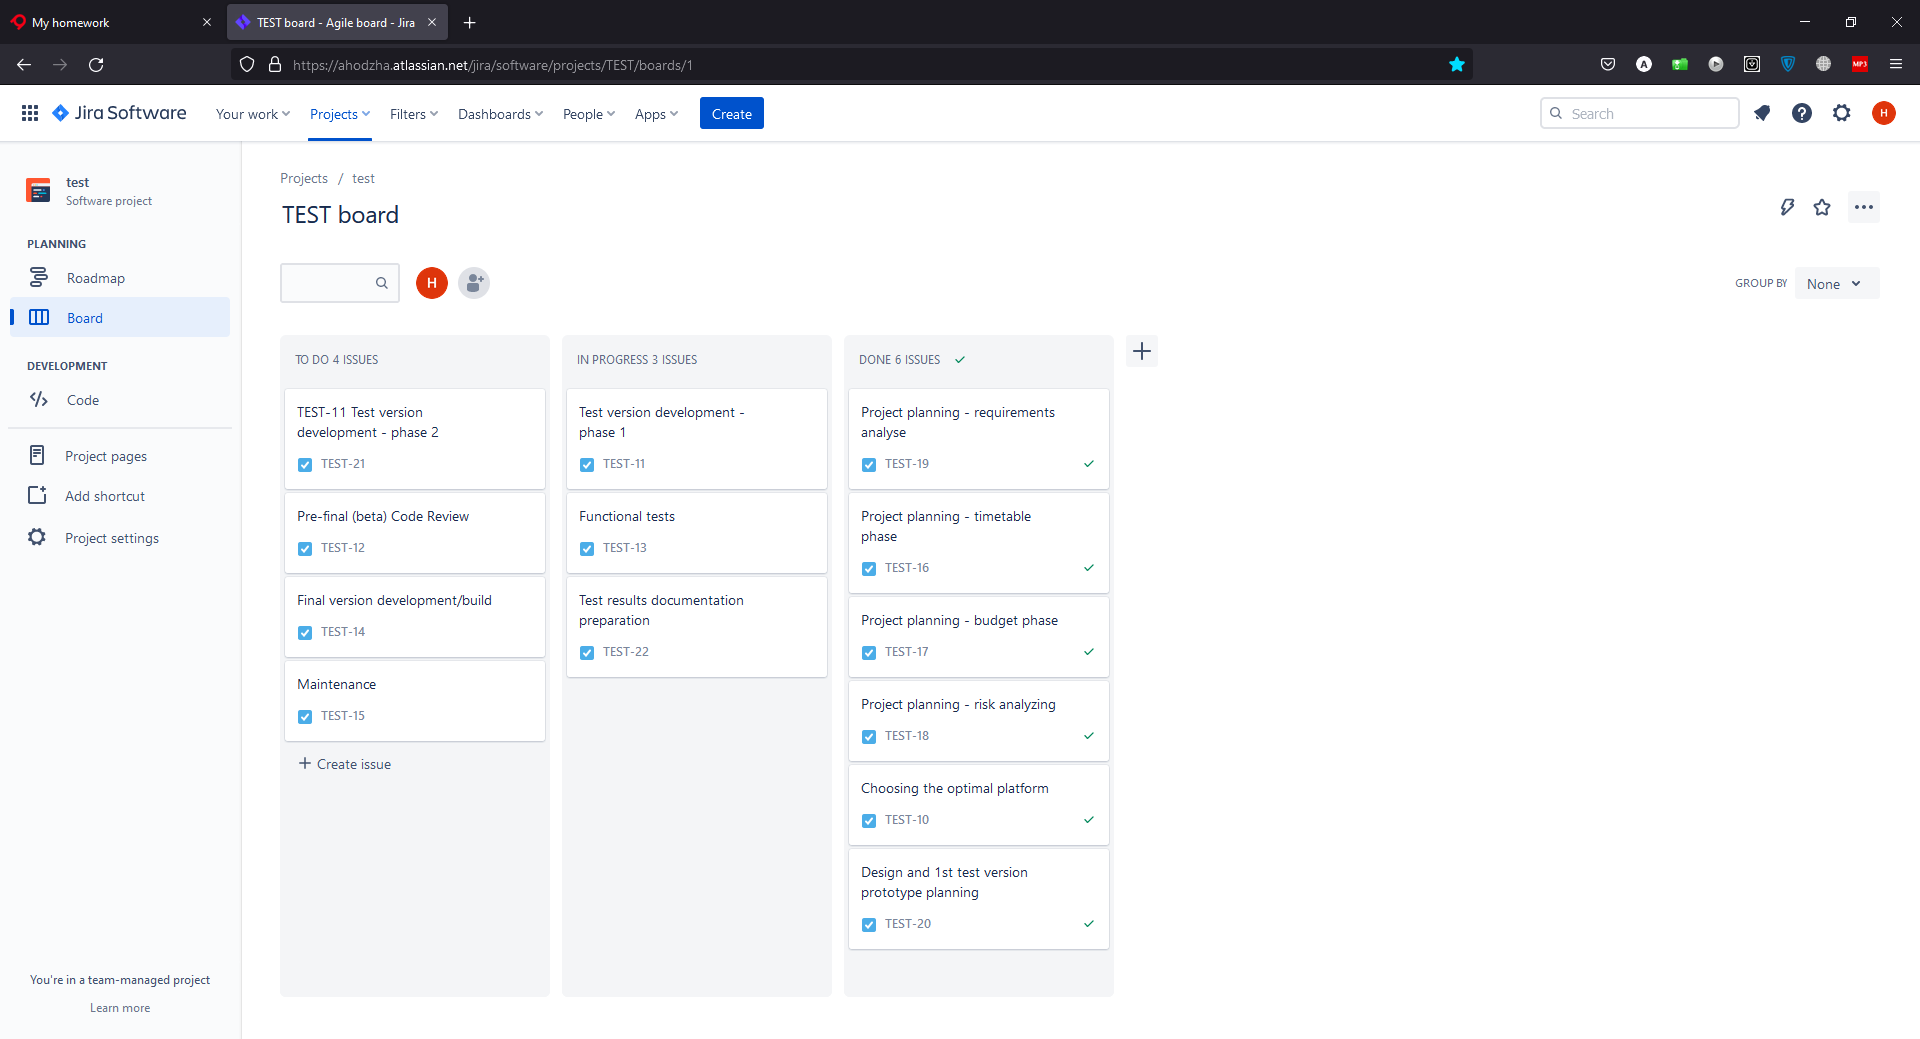 My homework
TEST board - Agile board - Jira
https://ahodzha.atlassian.net/jira/software/projects/TEST/boards/1
A
MP3
Jira Software
Your work
Projects
Filters
Dashboards
People
Apps
Create
Search
H
test
Software project
PLANNING
Roadmap
Board
DEVELOPMENT
Code
Project pages
Add shortcut
Project settings
You're in a team-managed project
Learn more
Projects / test
TEST board
H
GROUP BY
None
TO DO 4 ISSUES
TEST-11 Test version
development - phase 2
TEST-21
Pre-final (beta) Code Review
TEST-12
Final version development/build
TEST-14
Maintenance
TEST-15
Create issue
IN PROGRESS 3 ISSUES
Test version development -
phase 1
TEST-11
Functional tests
TEST-13
Test results documentation
preparation
TEST-22
DONE 6 ISSUES
Project planning - requirements
analyse
TEST-19
Project planning - timetable
phase
TEST-16
Project planning - budget phase
TEST-17
Project planning - risk analyzing
TEST-18
Choosing the optimal platform
TEST-10
Design and 1st test version
prototype planning
TEST-20